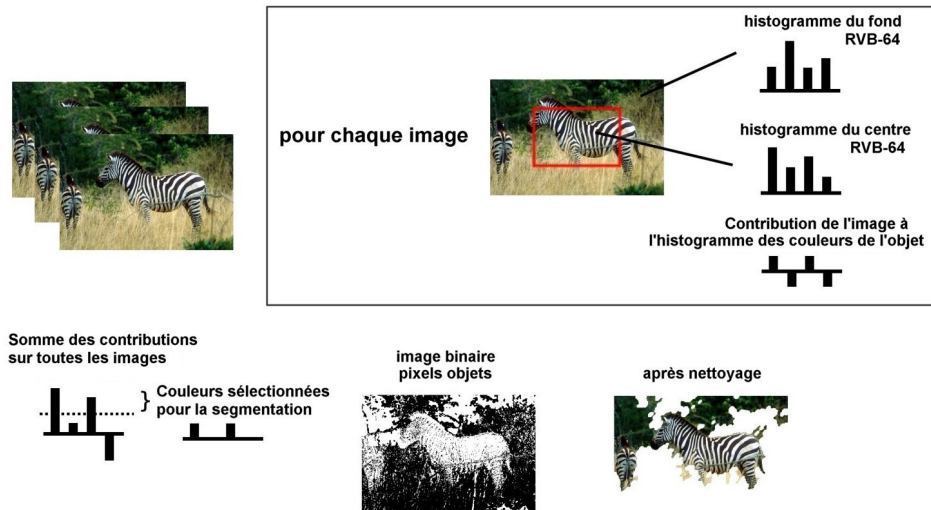 histogramme du fond
RVB-64
pour chaque image
histogramme du centre
RVB-64
Contribution de l'image à
l'histogramme des couleurs de l'objet
Somme des contributions
sur toutes les images
} Couleurs sélectionnées
pour la segmentation
image binaire
pixels objets
après nettoyage